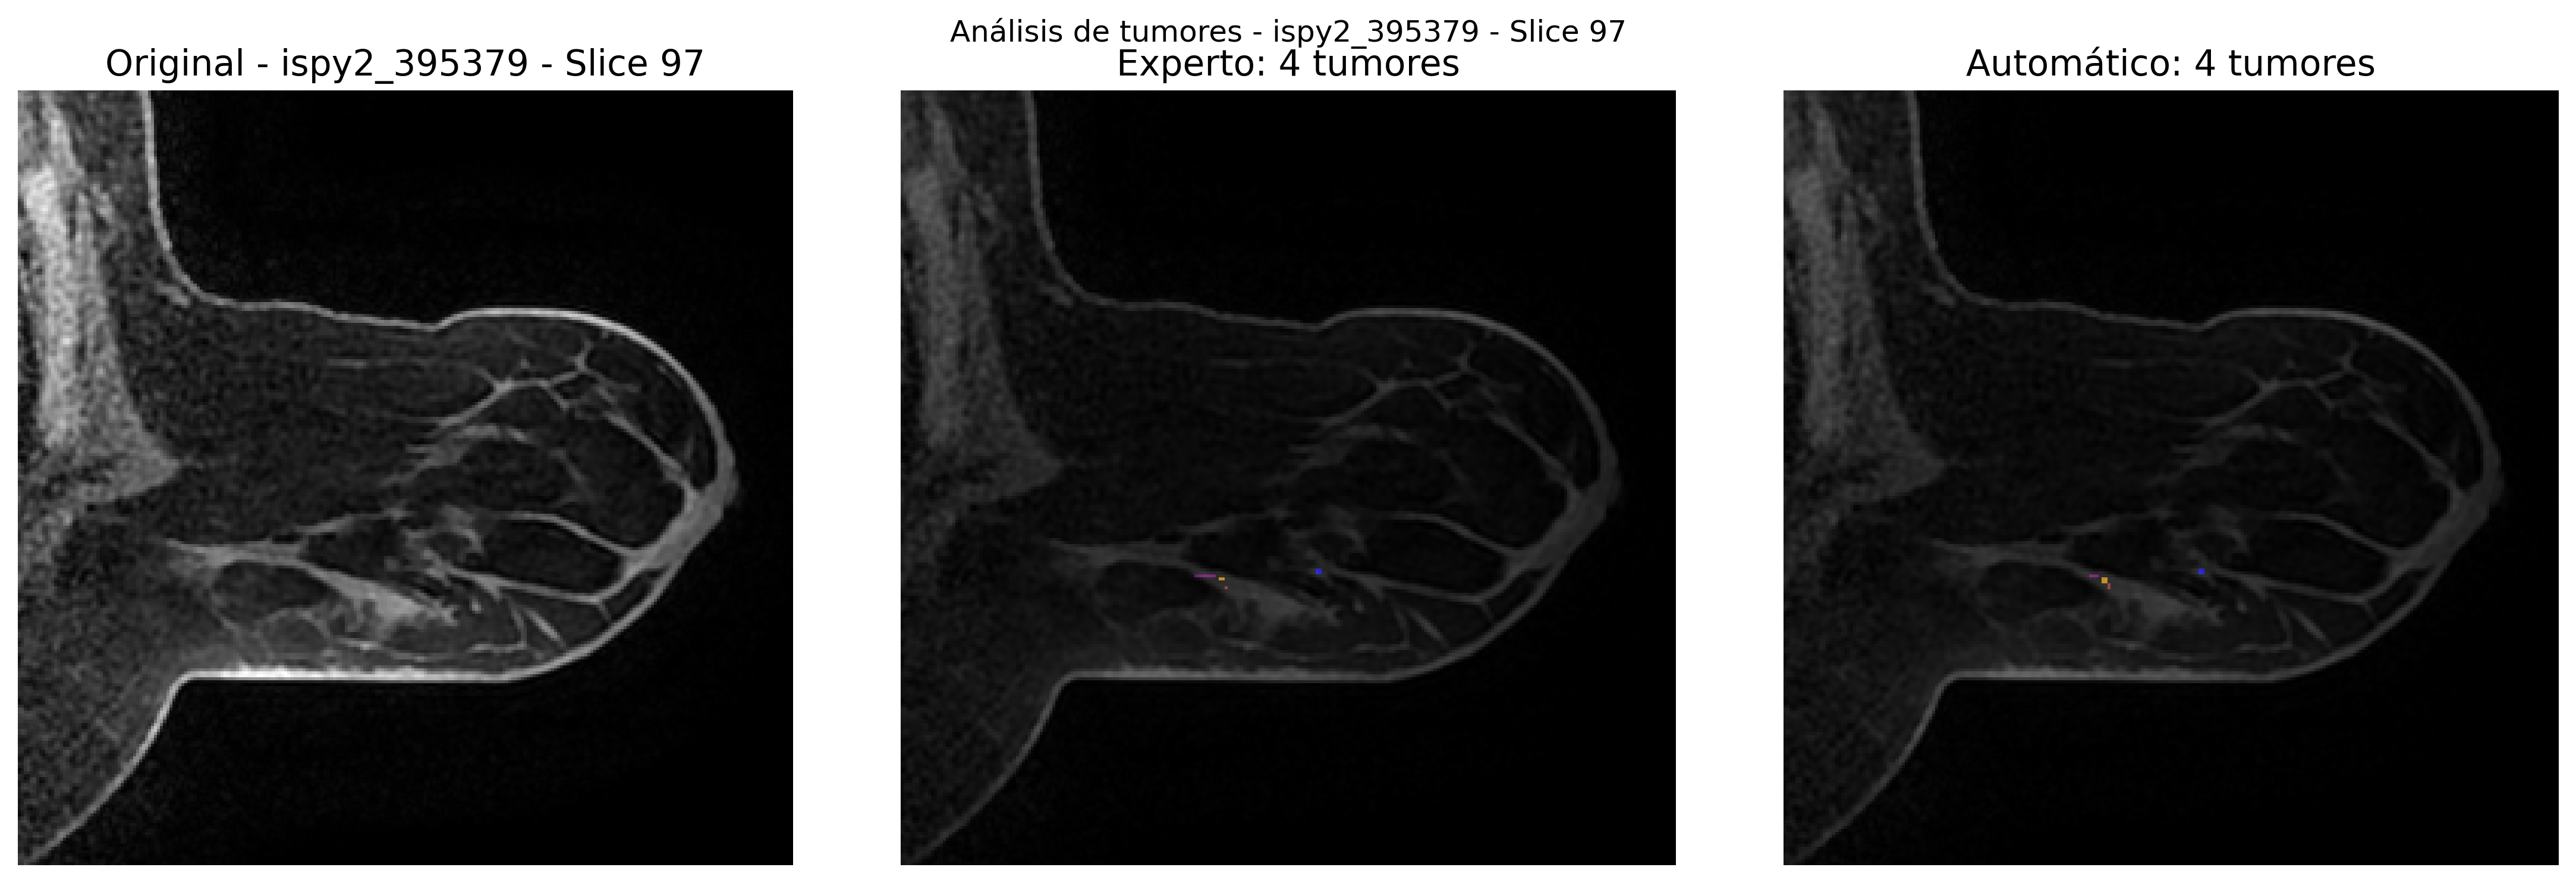 Análisis de tumores - ispy2_395379 - Slice 97
Original - ispy2_395379 - Slice 97
Experto: 4 tumores
Automático: 4 tumores